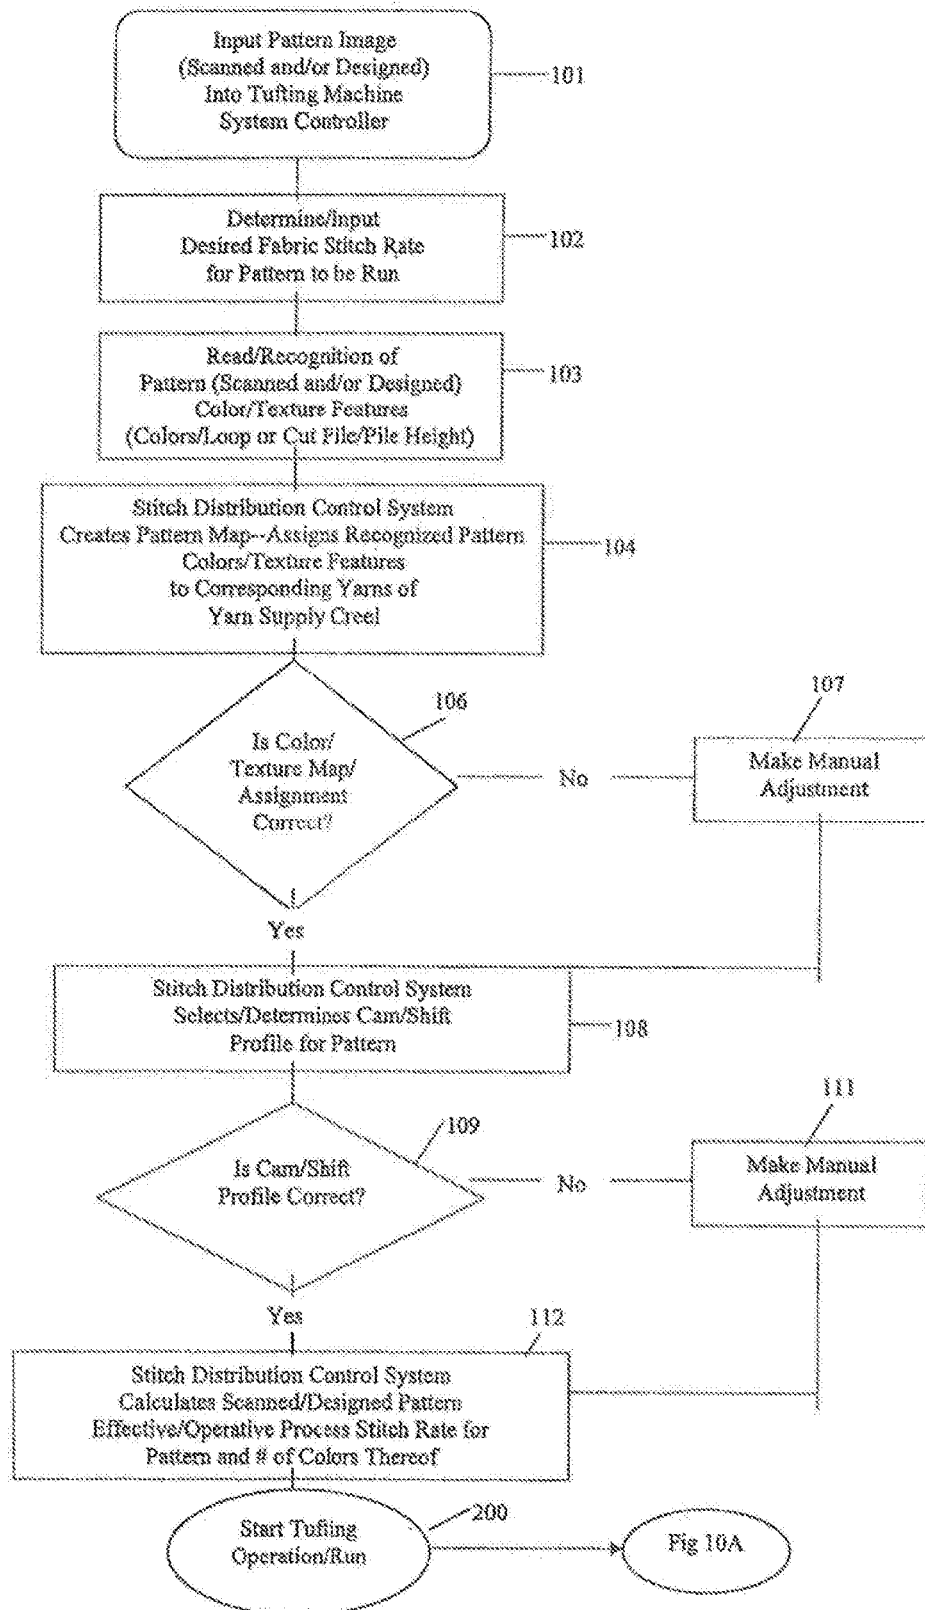 Input Pattern Image
(Scanned and/or Designed)
Into Tufting Machine
System Controller
101
Determine/Input
Desired Fabric Stitch Rate
for Pattern to be Run
102
Read/Recognition of
Pattern (Scanned and/or Designed)
Color/Texture Features
(Colors/Loop or Cut File/Pile Height)
103
Stitch Distribution Control System
Creates Pattern Map--Assigns Recognized Pattern
Colors/Texture Features
to Corresponding Yarns of
Yarn Supply Creel
104
106
Is Color/
Texture Map/
Assignment
Correct?
No
107
Make Manual
Adjustment
Yes
Stitch Distribution Control System
Selects/Determines Cam/Shift
Profile for Pattern
108
109
Is Cam/Shift
Profile Correct?
No
111
Make Manual
Adjustment
Yes
112
Stitch Distribution Control System
Calculates Scanned/Designed Pattern
Effective/Operative Process Stitch Rate for
Pattern and # of Colors Thereof
200
Start Tufting
Operation/Run
Fig 10A